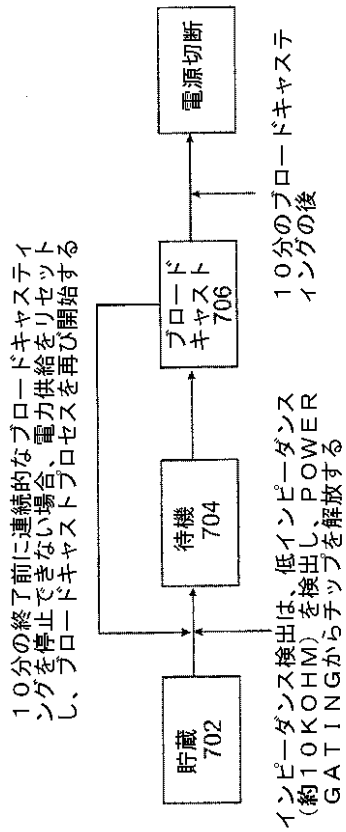 10分の終了前に連続的なブロードキャスティ
ングを停止できない場合、電力供給をリセット
し、ブロードキャストプロセスを再び開始する
貯蔵
702
待機
704
ブロード
キャスト
706
電源切断
インピーダンス検出は、低インピーダンス
(約10KOHM)を検出し、POWER
GATINGからチップを解放する
10分のブロードキャステ
ィングの後